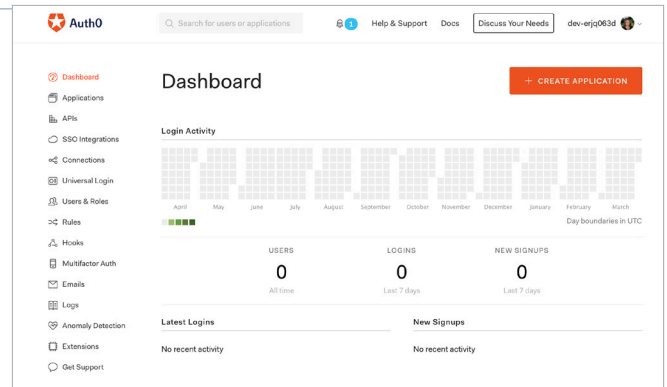 Auth0
Search for users or applications
1
Help & Support
Docs
Discuss Your Needs
dev-erjq063d
Dashboard
Applications
APIs
SSO Integrations
Connections
Universal Login
Users & Roles
Rules
Hooks
Multifactor Auth
Emails
Logs
Anomaly Detection
Extensions
Get Support
Dashboard
+ CREATE APPLICATION
Login Activity
April May June July August September October November December January February March
Day boundaries in UTC
USERS LOGINS NEW SIGNUPS
0 0 0
All time Last 7 days Last 7 days
Latest Logins
No recent activity
New Signups
No recent activity